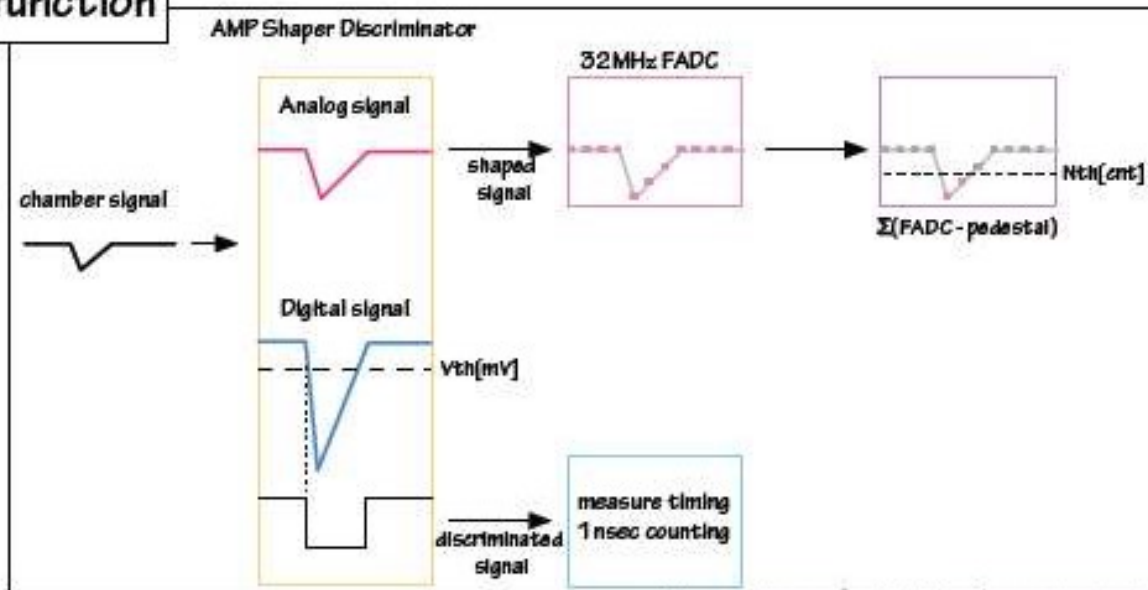 function
AMP Shaper Discriminator
32MHz FADC
Analog signal
shaped
signal
Nth[cnt]
chamber signal
Σ(FADC-pedestal)
Digital signal
Vth[mV]
measure timing
1nsec counting
discriminated
signal